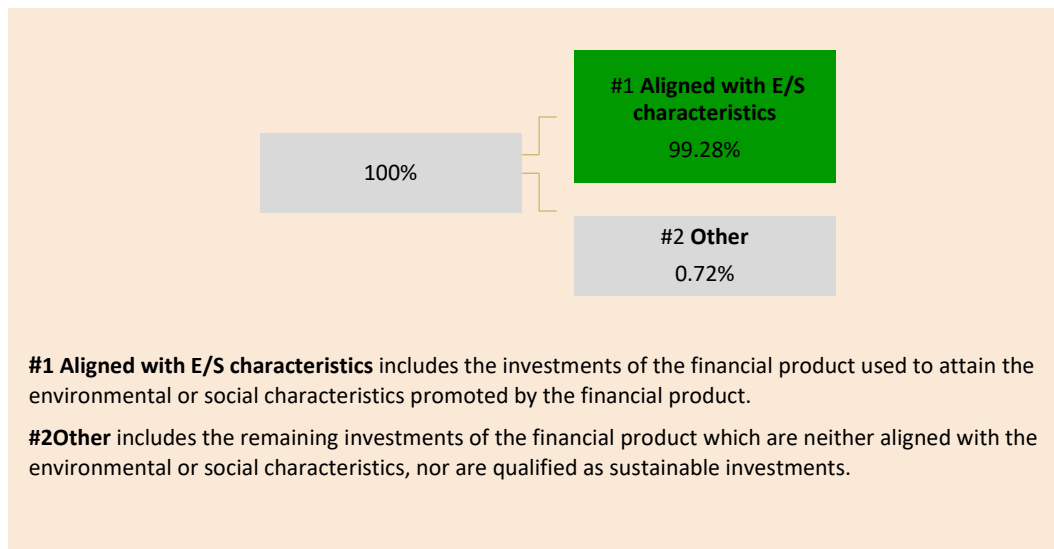 #1 Aligned with E/S
characteristics
99.28%
100%
#2 Other
0.72%
#1 Aligned with E/S characteristics includes the investments of the financial product used to attain the
environmental or social characteristics promoted by the financial product.
#2Other includes the remaining investments of the financial product which are neither aligned with the
environmental or social characteristics, nor are qualified as sustainable investments.